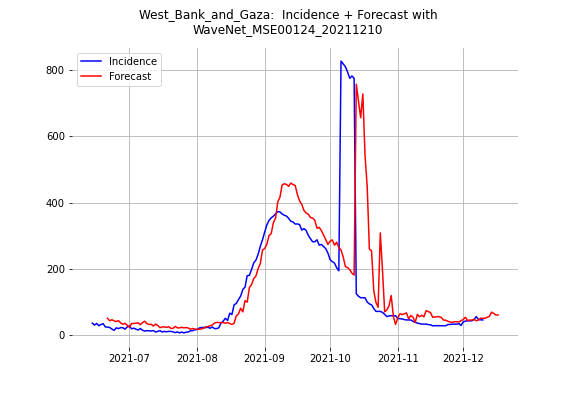 West_Bank_and_Gaza:  Incidence + Forecast with
WaveNet_MSE00124_20211210
Incidence
Forecast
800
600
400
200
0
2021-07 2021-08 2021-09 2021-10 2021-11 2021-12